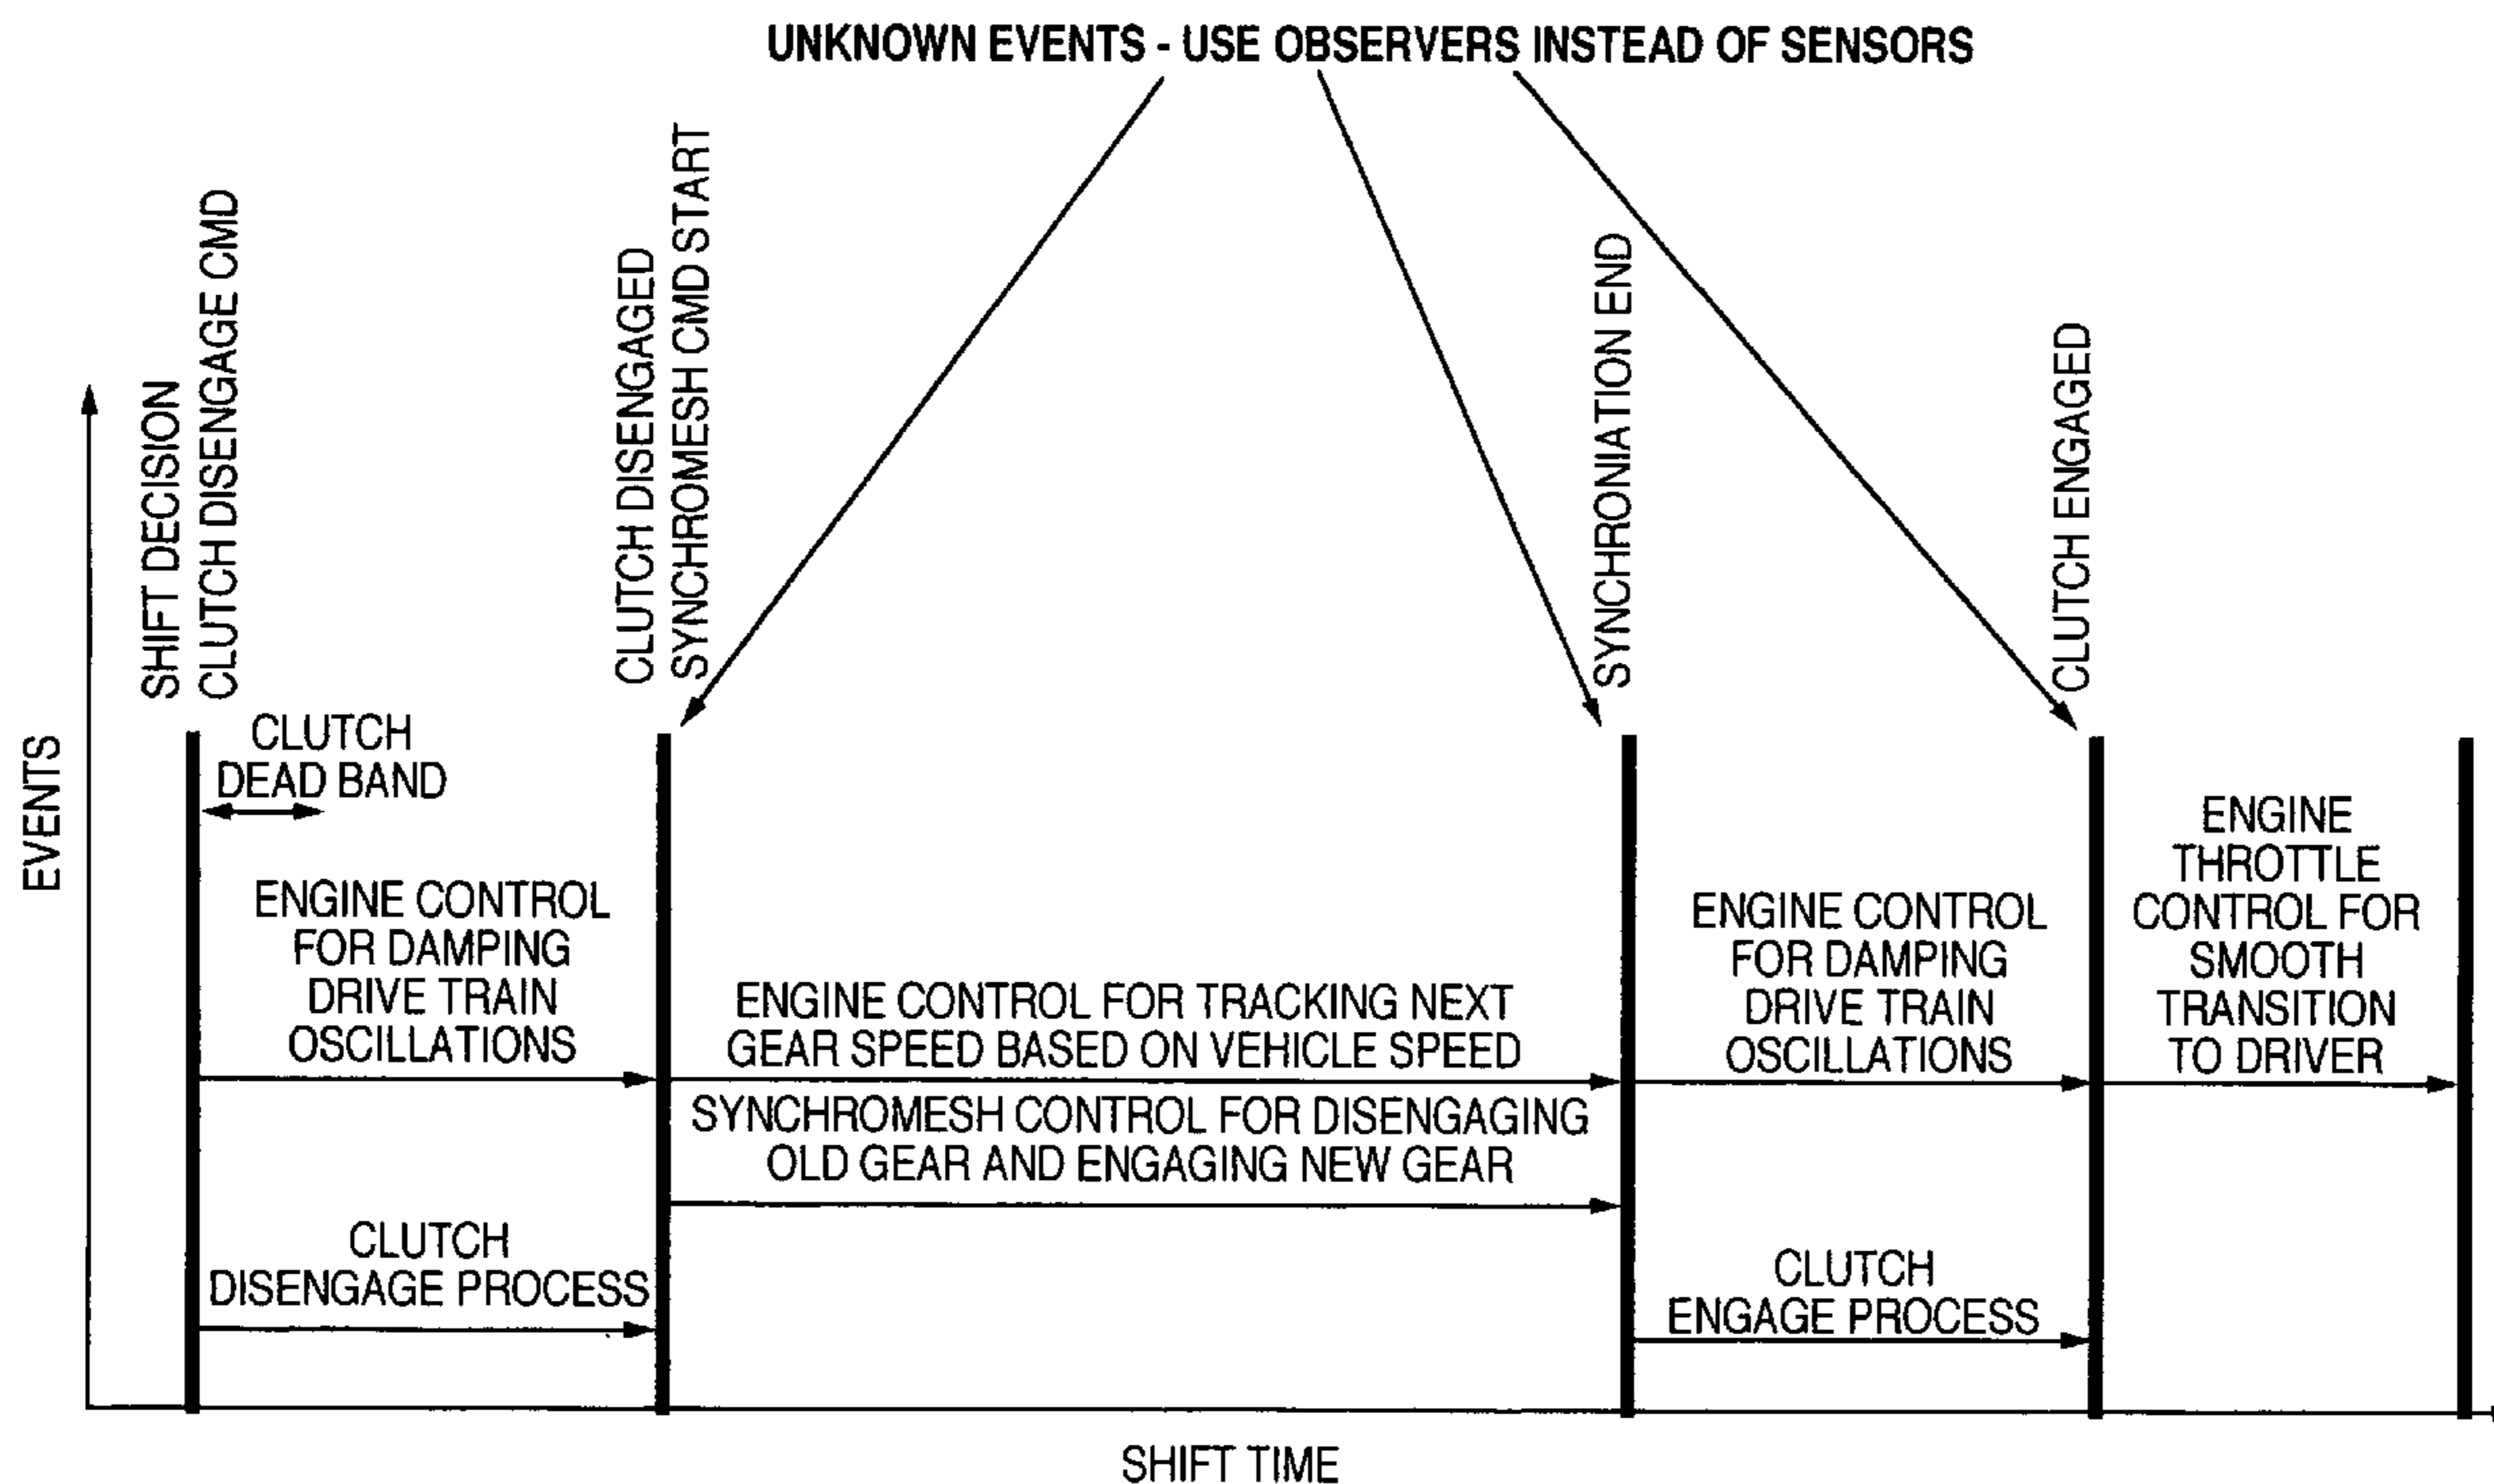 UNKNOWN EVENTS - USE OBSERVERS INSTEAD OF SENSORS
SHIFT DECISION
CLUTCH DISENGAGE CMD
CLUTCH DISENGAGED
SYNCHROMESH CMD START
SYNCHRONIATION END
CLUTCH ENGAGED
EVENTS
CLUTCH
DEAD BAND
ENGINE CONTROL
FOR DAMPING
DRIVE TRAIN
OSCILLATIONS
ENGINE CONTROL FOR TRACKING NEXT
GEAR SPEED BASED ON VEHICLE SPEED
SYNCHROMESH CONTROL FOR DISENGAGING
OLD GEAR AND ENGAGING NEW GEAR
ENGINE CONTROL
FOR DAMPING
DRIVE TRAIN
OSCILLATIONS
ENGINE
THROTTLE
CONTROL FOR
SMOOTH
TRANSITION
TO DRIVER
CLUTCH
DISENGAGE PROCESS
CLUTCH
ENGAGE PROCESS
SHIFT TIME